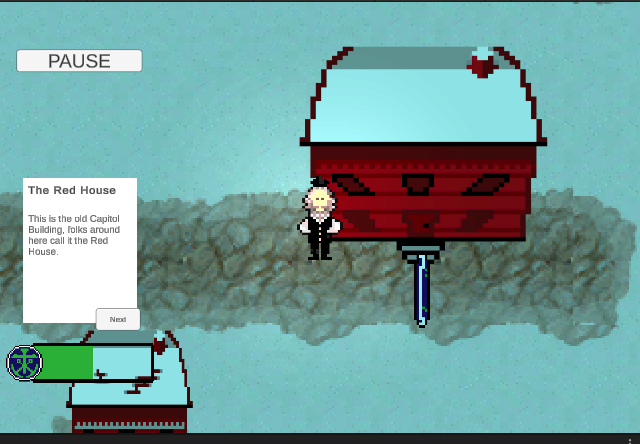 PAUSE
The Red House
This is the old Capitol
Building, folks around
here call it the Red
House.
Next